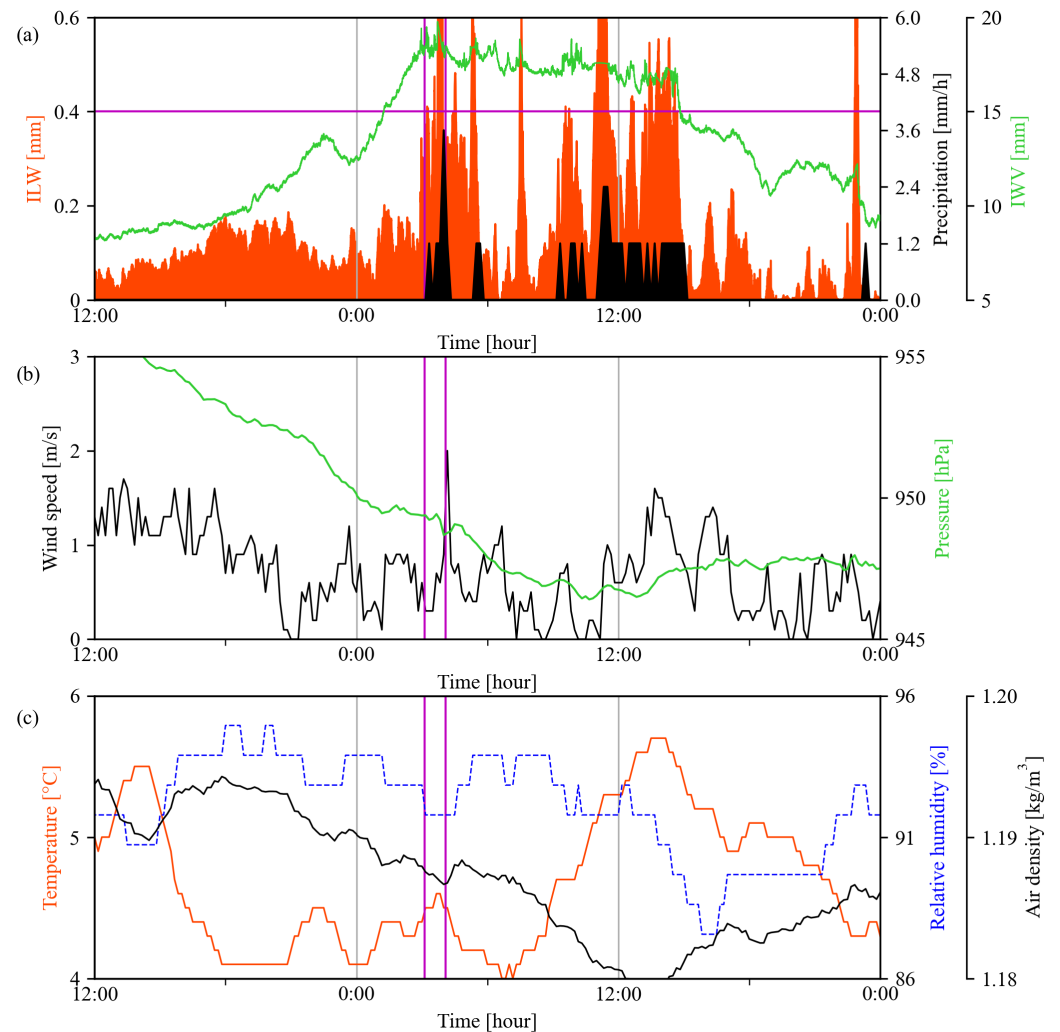 (a)
ILW [mm]
0.6
0.4
0.2
0
6.0
4.8
3.6
2.4
1.2
0.0
Precipitation (mm/h)
20
15
10
5
IWV [mm]
12:00 0:00 12:00 0:00
Time [hour]
(b)
Wind speed [m/s]
3
2
1
0
955
950
945
Pressure [hPa]
12:00 0:00 12:00 0:00
Time [hour]
(c)
Temperature [°C]
6
5
4
96
91
86
Relative humidity [%]
1.20
1.19
1.18
Air density [kg/m³]
12:00 0:00 12:00 0:00
Time [hour]